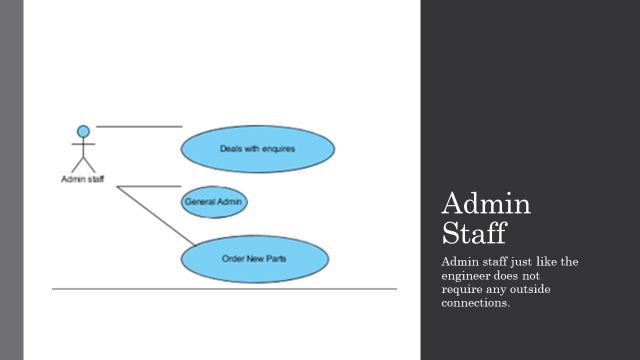 Deals with enquires
Admin staff
General Admin
Order New Parts
Admin
Staff
Admin staff just like the
engineer does not
require any outside
connections.